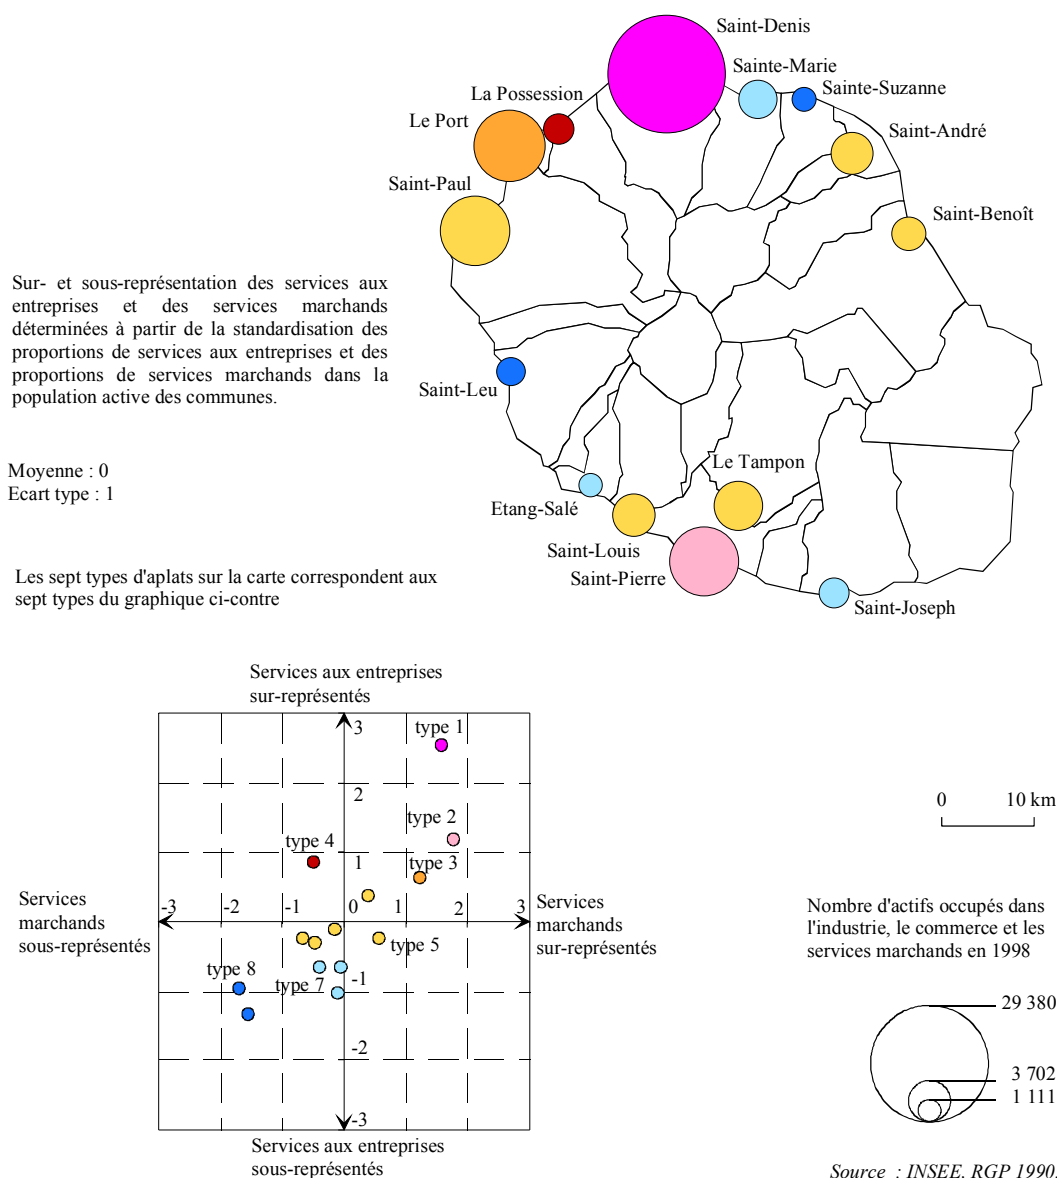 Saint-Denis
Sainte-Marie
Sainte-Suzanne
La Possession
Le Port
Saint-André
Saint-Paul
Saint-Benoît
Sur- et sous-représentation des services aux
entreprises et des services marchands
déterminées à partir de la standardisation des
proportions de services aux entreprises et des
proportions de services marchands dans la
population active des communes.
Saint-Leu
Moyenne : 0
Ecart type : 1
Le Tampon
Etang-Salé
Saint-Louis
Saint-Pierre
Saint-Joseph
Les sept types d'aplats sur la carte correspondent aux
sept types du graphique ci-contre
Services aux entreprises
sur-représentés
3
type 1
2
type 2
type 4
1
type 3
Services
marchands
sous-représentés
-3
-2
-1
0
1
2
3
Services
marchands
sur-représentés
type 5
type 8
type 7
-1
-2
-3
Services aux entreprises
sous-représentés
0 10 km
Nombre d'actifs occupés dans
l'industrie, le commerce et les
services marchands en 1998
29 380
3 702
1 111
Source : INSEE. RGP 1990.